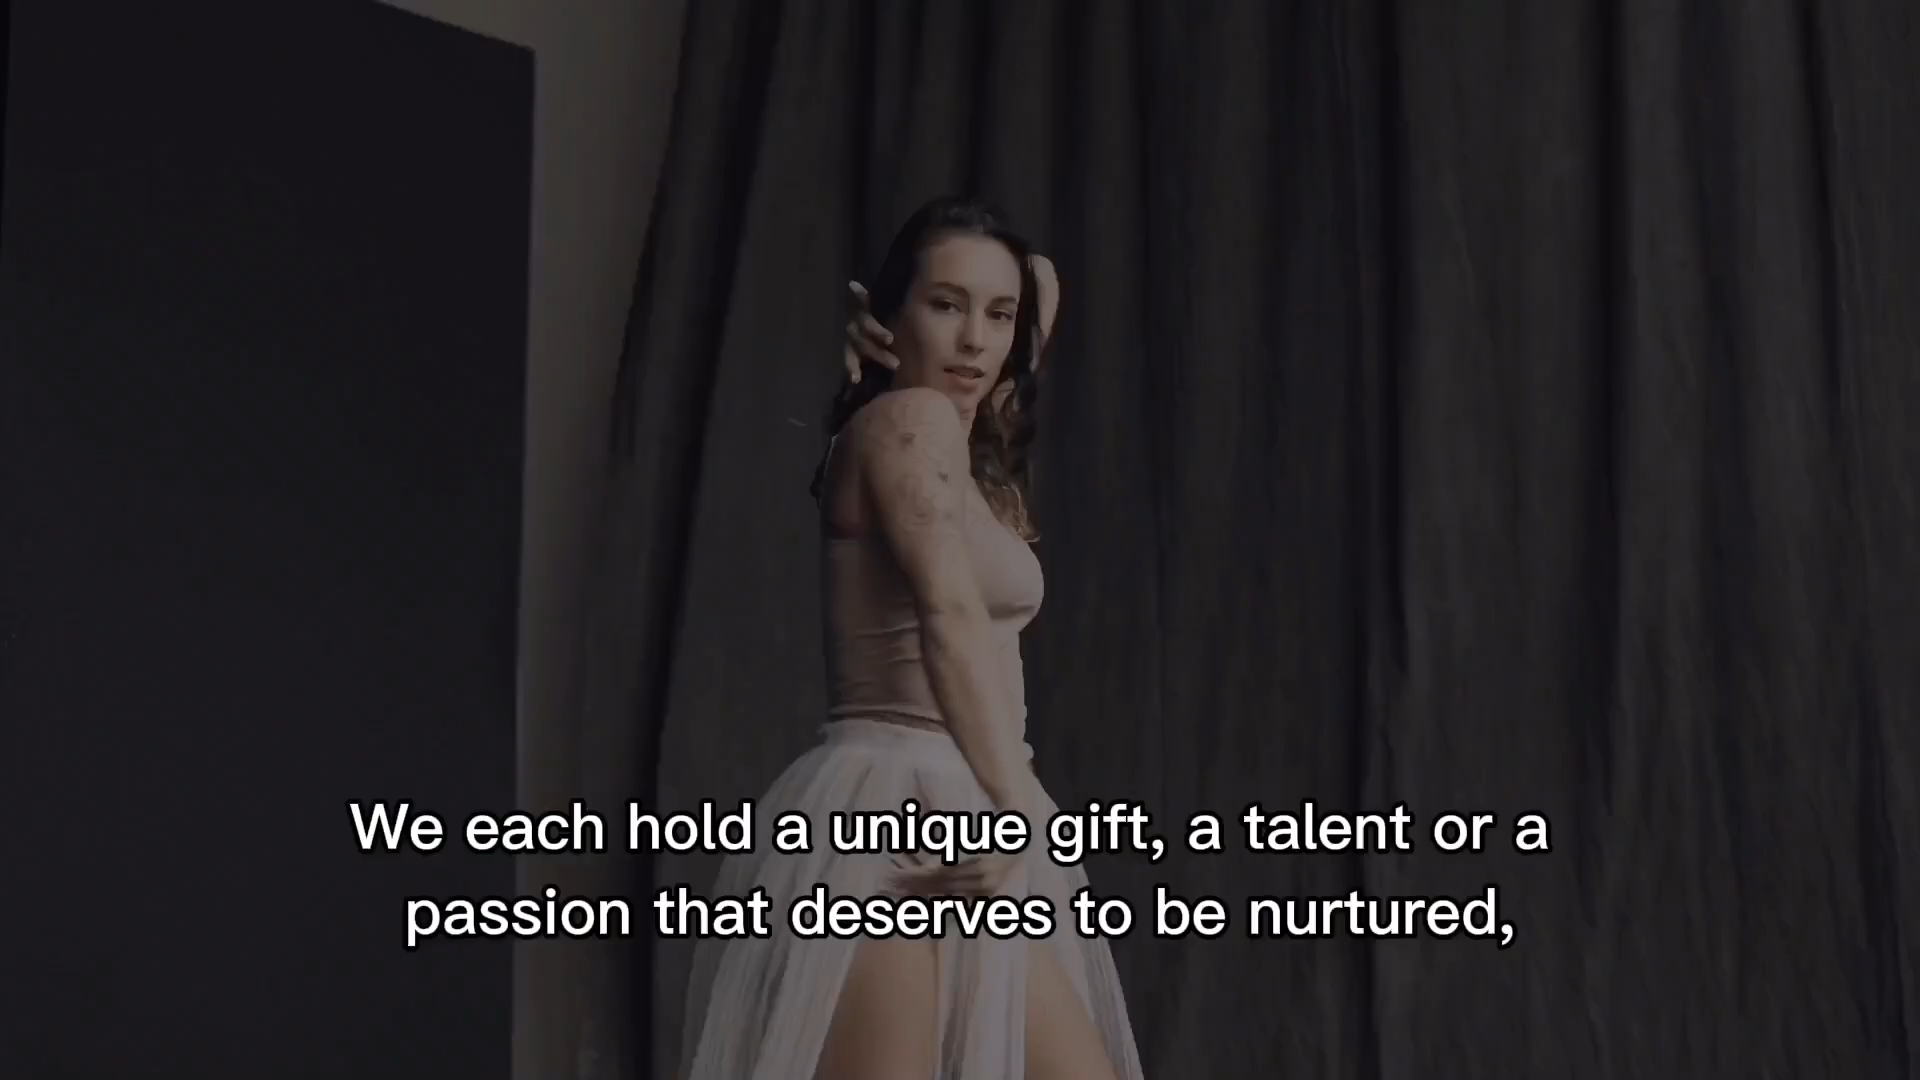 We each hold a unique gift, a talent or a
passion that deserves to be nurtured,